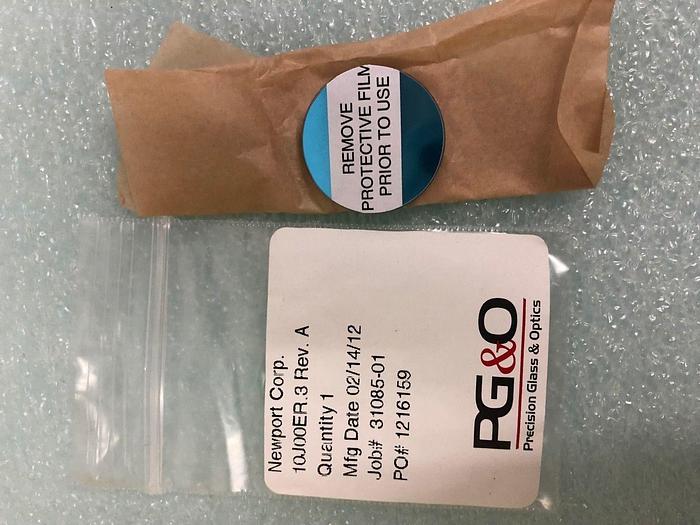 REMOVE
PROTECTIVE FILM
PRIOR TO USE
Newport Corp.
10J00ER.3 Rev. A
Quantity 1
Mfg Date 02/14/12
Job# 31085-01
PO# 1216159
PG&O
Precision Glass & Optics